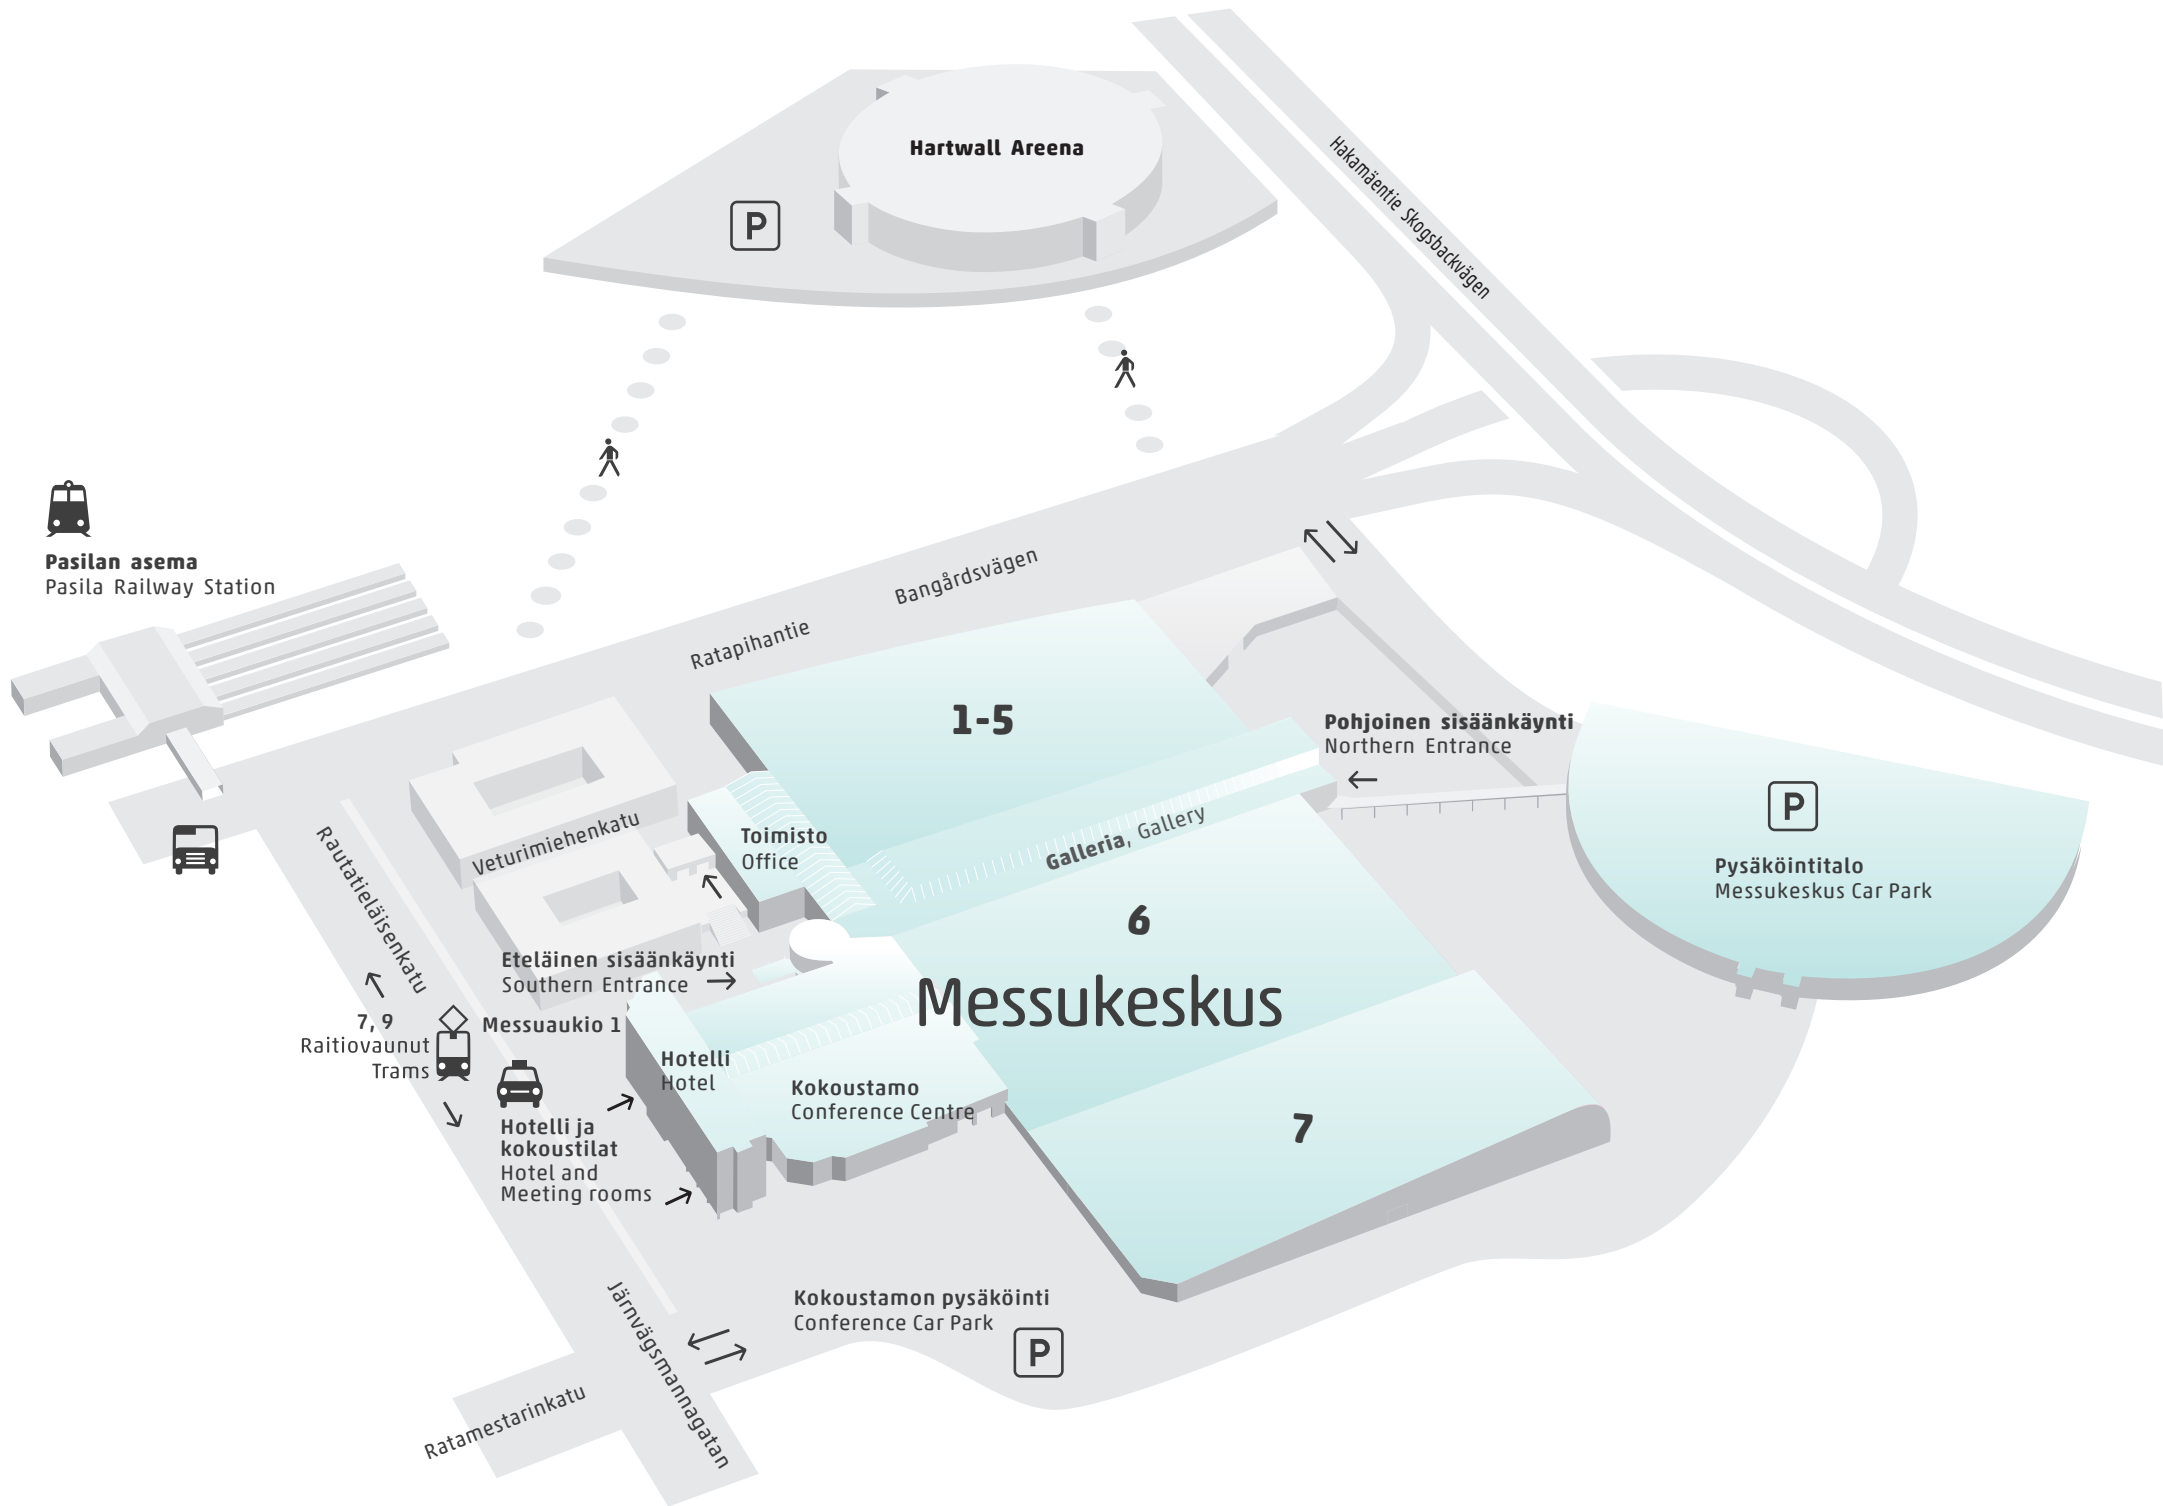 Hartwall Areena
P
Hakamäentie Skogsbackvägen
Pasilan asema
Pasila Railway Station
Ratapihantie
Bangårdsvägen
1-5
Pohjoinen sisäänkäynti
Northern Entrance
P
Pysäköintitalo
Messukeskus Car Park
Rautatieläisenkatu
Veturimiehenkatu
Toimisto
Office
Galleria, Gallery
6
Messukeskus
Eteläinen sisäänkäynti
Southern Entrance
7, 9
Raitiovaunut
Trams
Messuaukio 1
Hotelli
Hotel
Kokoustamo
Conference Centre
7
Hotelli ja
kokoustilat
Hotel and
Meeting rooms
Kokoustamon pysäköinti
Conference Car Park
P
Järnvägsmannagatan
Ratamestarinkatu